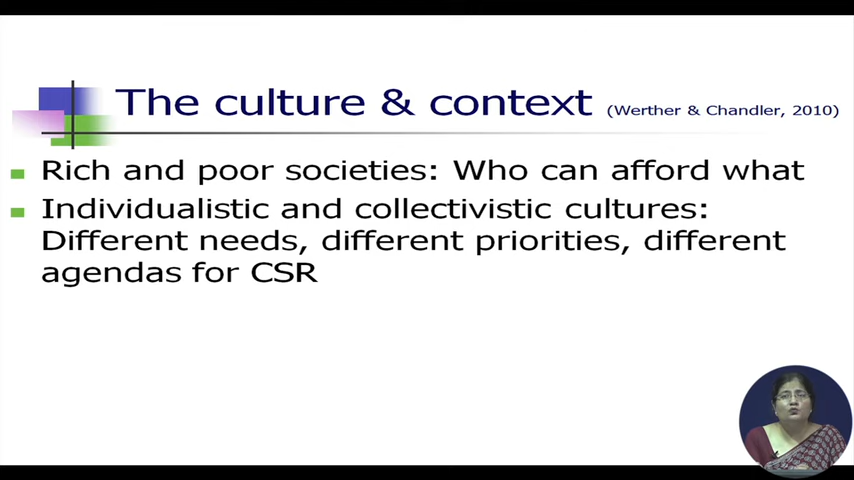 The culture & context (Werther & Chandler, 2010)
Rich and poor societies: Who can afford what
Individualistic and collectivistic cultures:
Different needs, different priorities, different
agendas for CSR